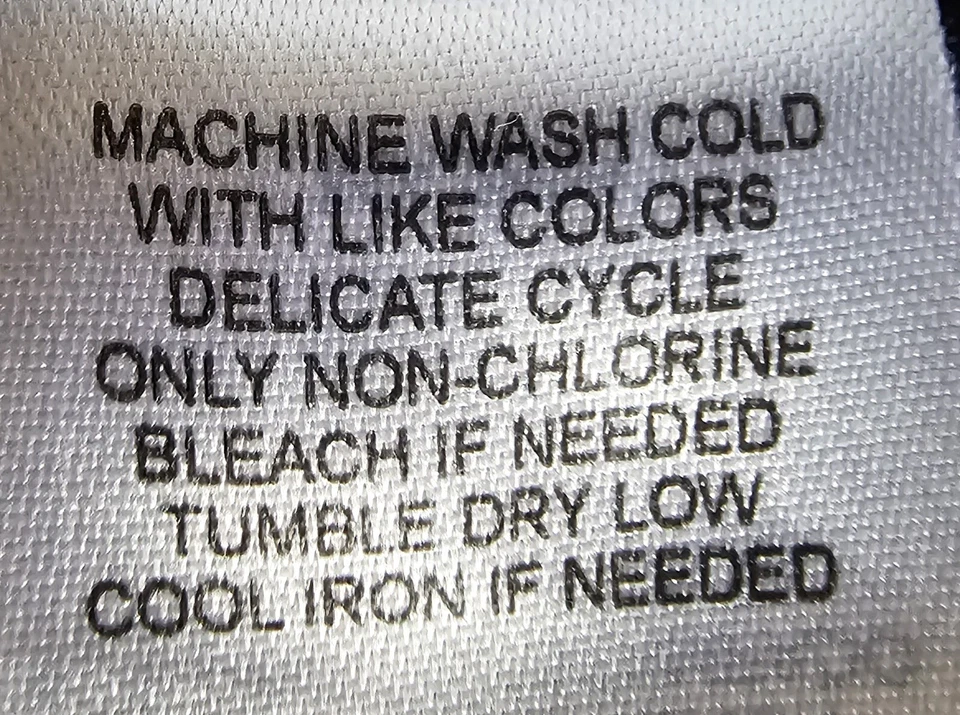 MACHINE WASH COLD
WITH LIKE COLORS
DELICATE CYCLE
ONLY NON-CHLORINE
BLEACH IF NEEDED
TUMBLE DRY LOW
COOL IRON IF NEEDED